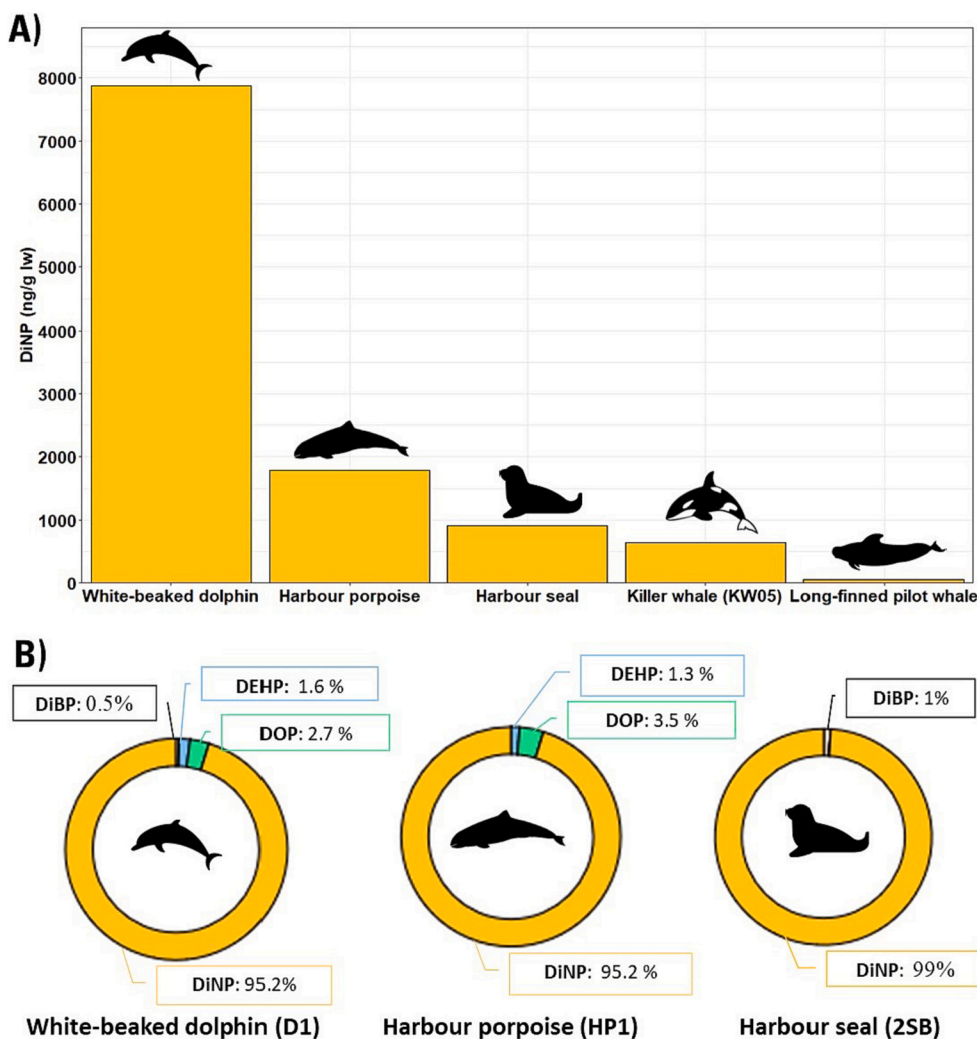 A)
DiNP (ng/g lw)
8000
7000
6000
5000
4000
3000
2000
1000
0
White-beaked dolphin Harbour porpoise Harbour seal Killer whale (KW05) Long-finned pilot whale
B)
DiBP: 0.5%
DEHP: 1.6 %
DOP: 2.7 %
DiNP: 95.2%
White-beaked dolphin (D1)
DEHP: 1.3 %
DOP: 3.5 %
DiNP: 95.2 %
Harbour porpoise (HP1)
DiBP: 1%
DiNP: 99%
Harbour seal (2SB)